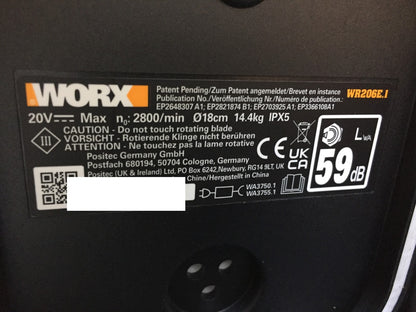 WORX
Patent Pending/Zum Patent angemeldet/Brevet en instance
Publication No./Veröffentlichung Nr./Numéro de publication.:
EP2648307 A1; EP2821874 B1; EP2703925 A1; EP3366108A1
WR206E.1
20V Max n₀: 2800/min Ø18cm 14.4kg IPX5
III
CAUTION - Do not touch rotating blade
VORSICHT - Rotierende Klinge nicht berühren
ATTENTION - Ne touchez pas la lame rotative
Positec Germany GmbH
Postfach 680194, 50704 Cologne, Germany
Positec (UK & Ireland) Ltd, PO Box 6242, Newbury, RG14 9LT, UK
China/Hergestellt in China
WA3750.1
WA3755.1
CE
UK
CA
LWA
59dB